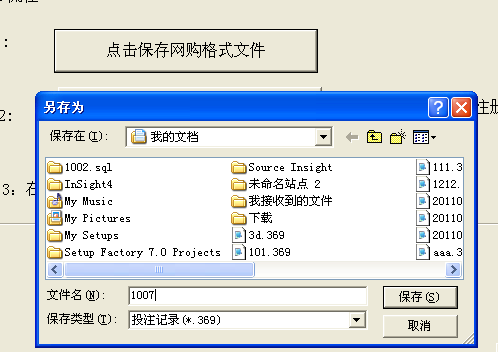 :
点击保存网购格式文件
另存为
注册
2:
保存在(I):
我的文档
1002.sql
InSight4
My Music
My Pictures
My Setups
Setup Factory 7.0 Projects
Source Insight
未命名站点 2
我接收到的文件
下载
3d.369
101.369
111.3
1212.
20110
20110
20110
aaa.3
3: 在
文件名(N):
1007
保存(S)
保存类型(T):
投注记录(*.369)
取消